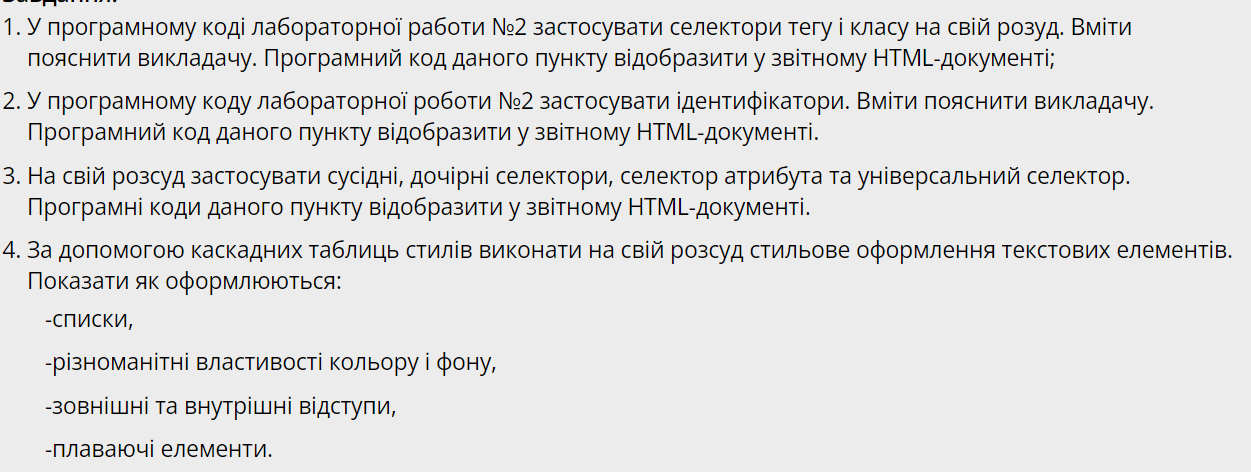 Завдання:
1. У програмному коді лабораторної работи №2 застосувати селектори тегу і класу на свій розуд. Вміти
пояснити викладачу. Програмний код даного пункту відобразити у звітному HTML-документі;
2. У програмному коду лабораторної роботи №2 застосувати ідентифікатори. Вміти пояснити викладачу.
Програмний код даного пункту відобразити у звітному HTML-документі.
3. На свій розсуд застосувати сусідні, дочірні селектори, селектор атрибута та універсальний селектор.
Програмні коди даного пункту відобразити у звітному HTML-документі.
4. За допомогою каскадних таблиць стилів виконати на свій розсуд стильове оформлення текстових елементів.
Показати як оформлюються:
-списки,
-різноманітні властивості кольору і фону,
-зовнішні та внутрішні відступи,
-плаваючі елементи.